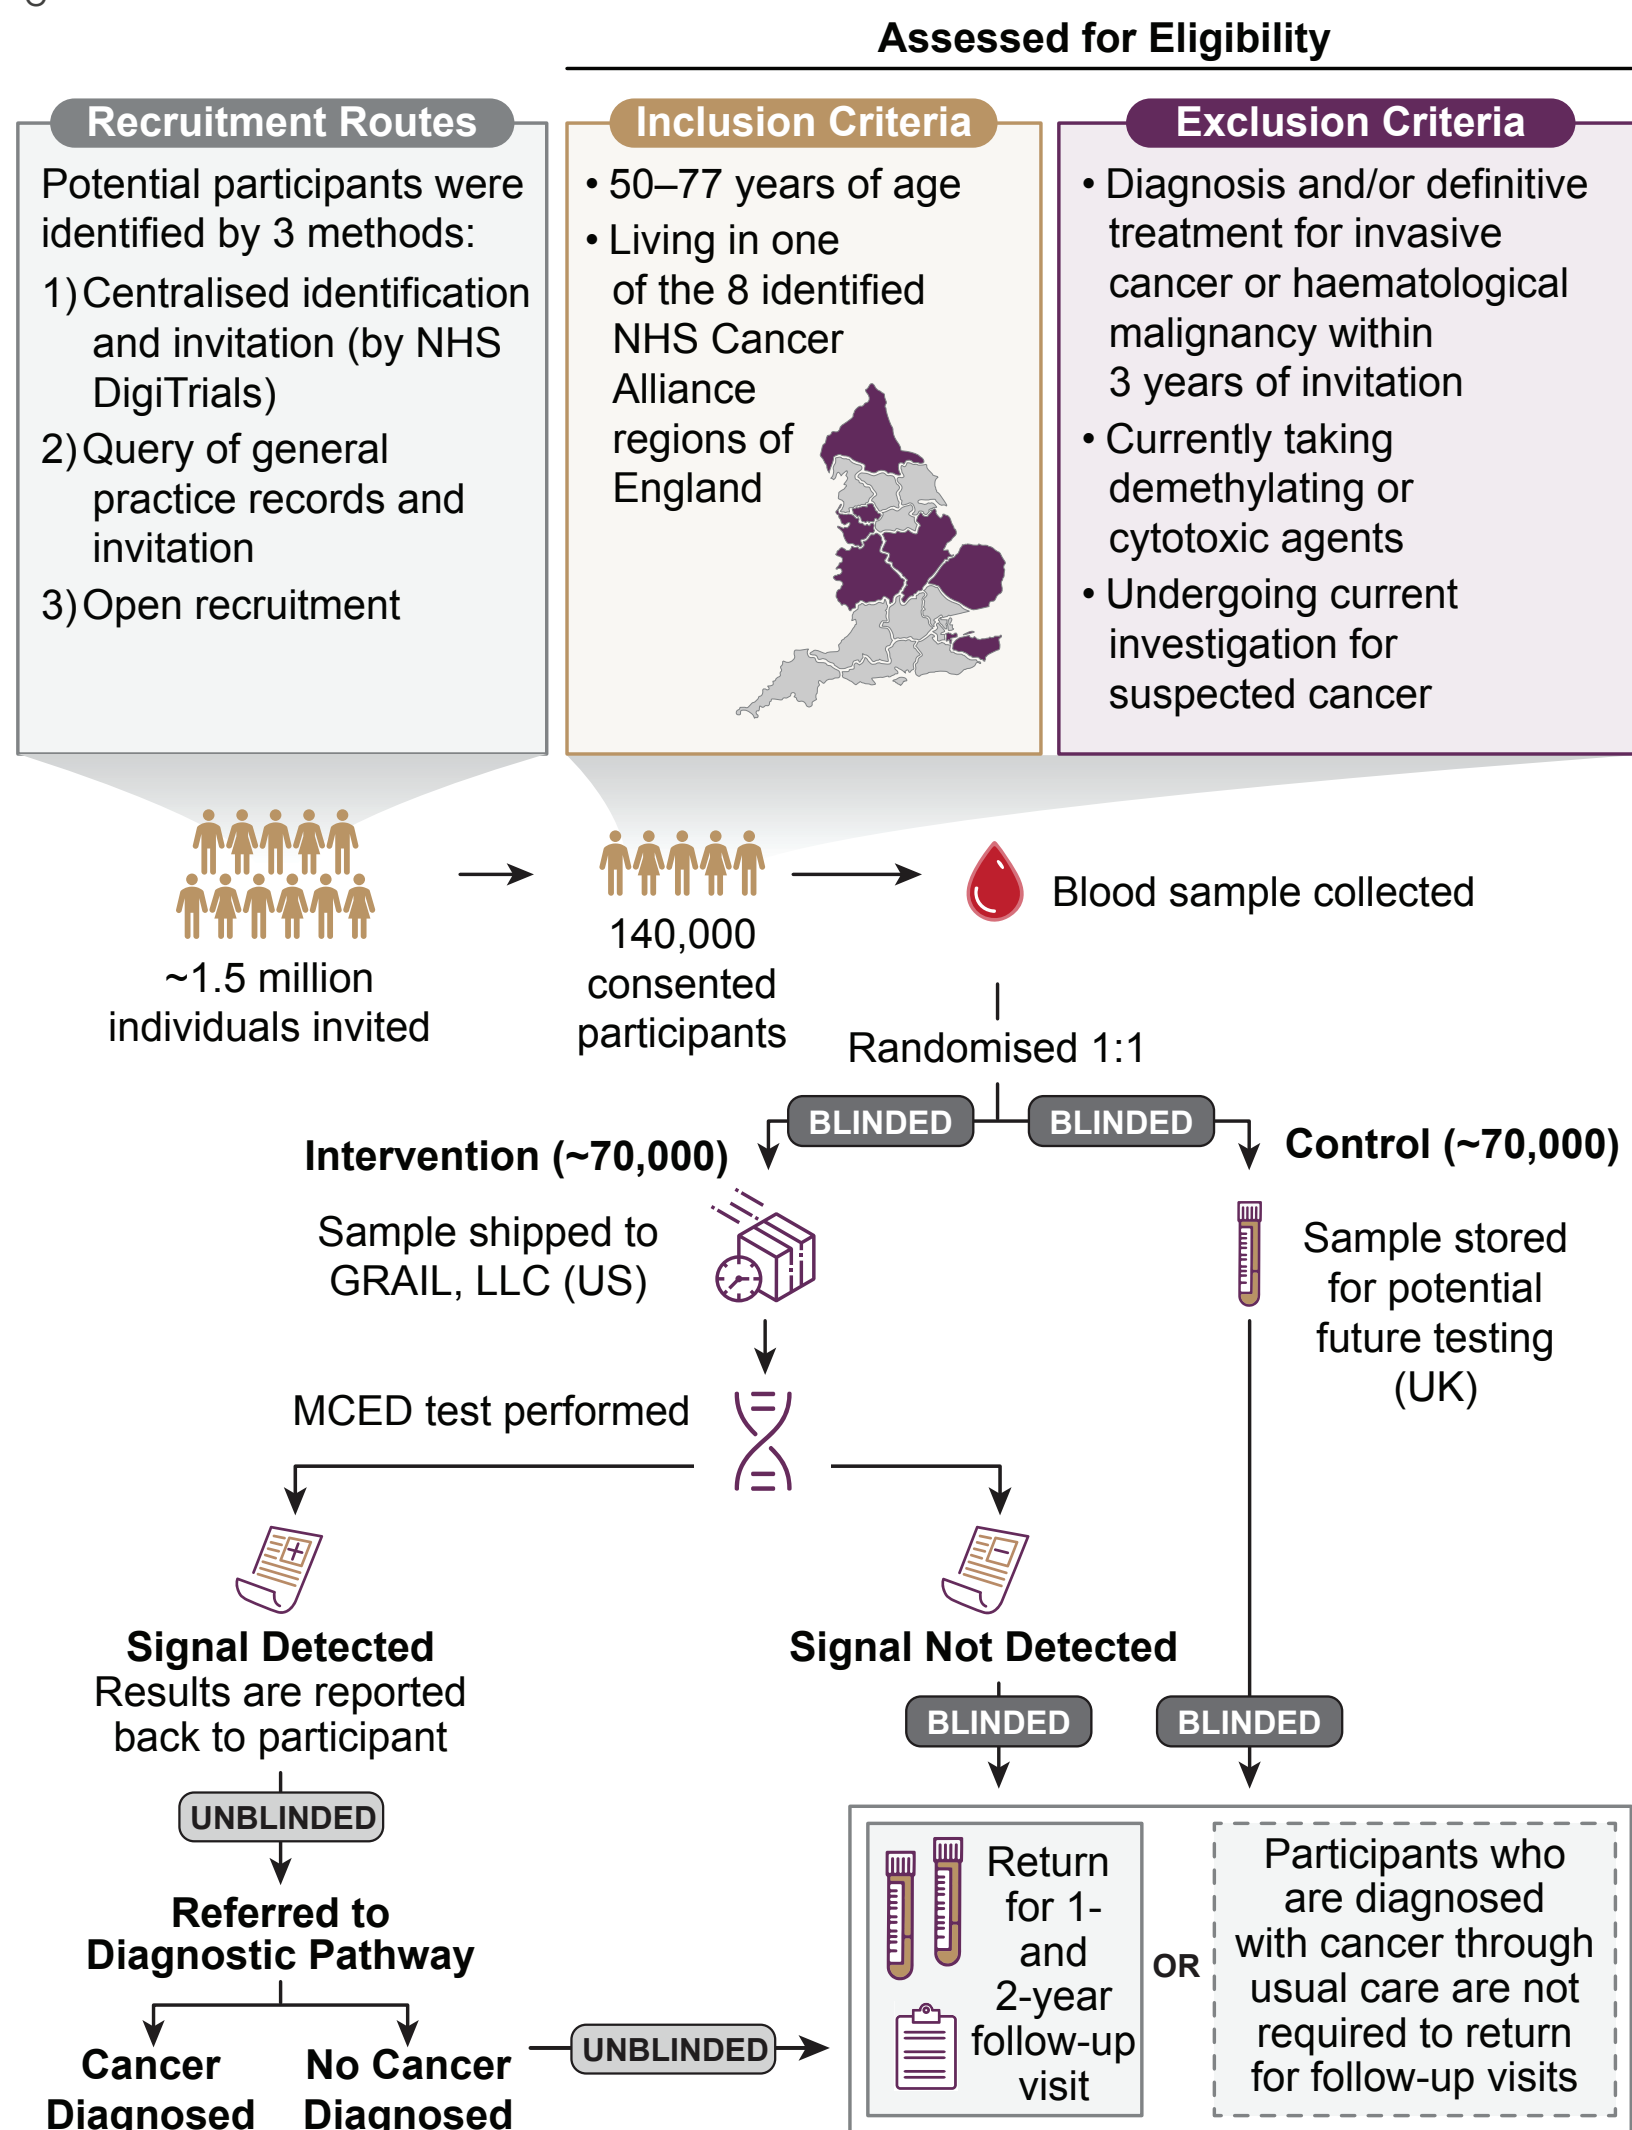 Assessed for Eligibility
Recruitment Routes
Potential participants were
identified by 3 methods:
1) Centralised identification
and invitation (by NHS
DigiTrials)
2) Query of general
practice records and
invitation
3) Open recruitment
Inclusion Criteria
• 50–77 years of age
• Living in one
of the 8 identified
NHS Cancer
Alliance
regions of
England
Exclusion Criteria
• Diagnosis and/or definitive
treatment for invasive
cancer or haematological
malignancy within
3 years of invitation
• Currently taking
demethylating or
cytotoxic agents
• Undergoing current
investigation for
suspected cancer
~1.5 million
individuals invited
140,000
consented
participants
Blood sample collected
Randomised 1:1
BLINDED
BLINDED
Intervention (~70,000)
Sample shipped to
GRAIL, LLC (US)
Control (~70,000)
Sample stored
for potential
future testing
(UK)
MCED test performed
Signal Detected
Results are reported
back to participant
Signal Not Detected
BLINDED
BLINDED
UNBLINDED
Referred to
Diagnostic Pathway
Cancer
Diagnosed
No Cancer
Diagnosed
UNBLINDED
Return
for 1-
and
2-year
follow-up
visit
OR
Participants who
are diagnosed
with cancer through
usual care are not
required to return
for follow-up visits